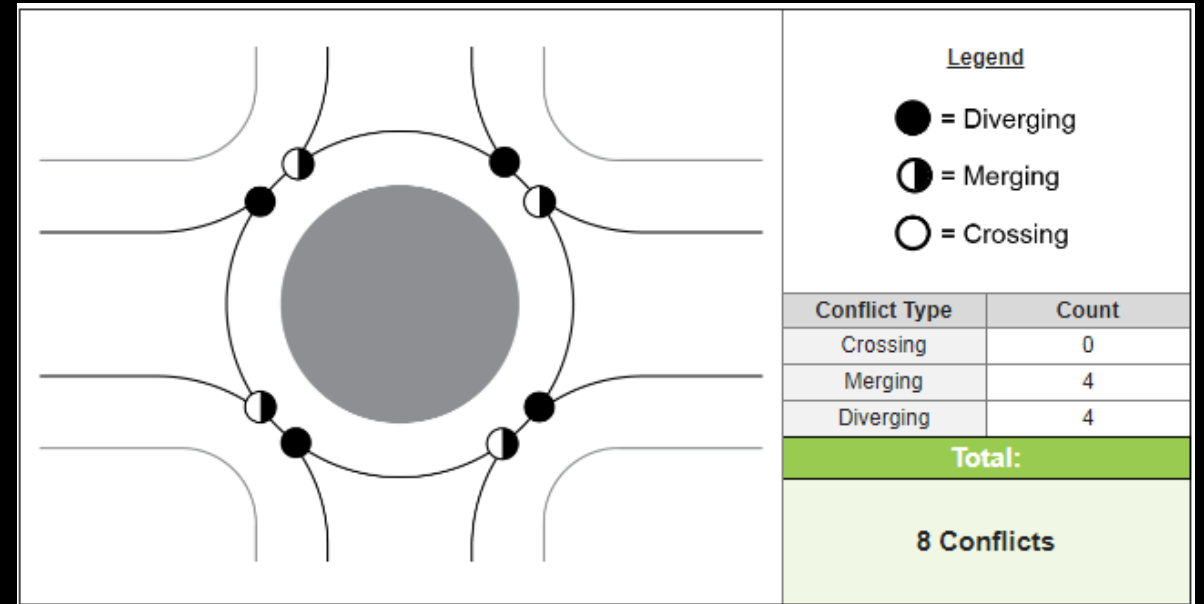 Legend
= Diverging
= Merging
= Crossing
Conflict Type Count
Crossing 0
Merging 4
Diverging 4
Total:
8 Conflicts